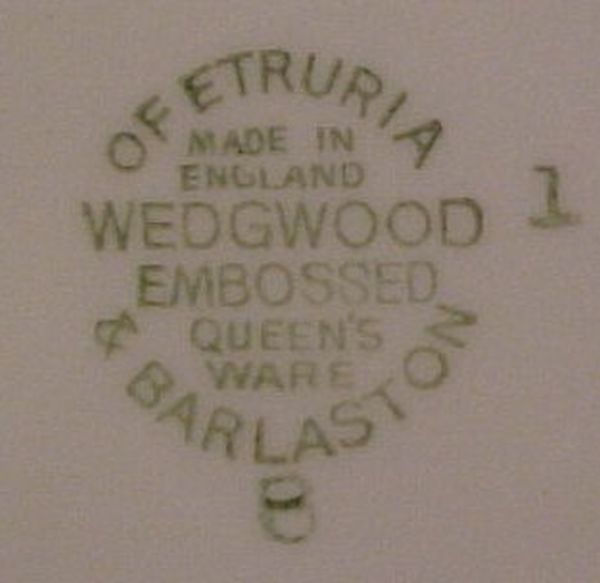 OF ETRURIA
MADE IN
ENGLAND
WEDGWOOD
1
EMBOSSED
QUEEN'S
WARE
& BARLASTON